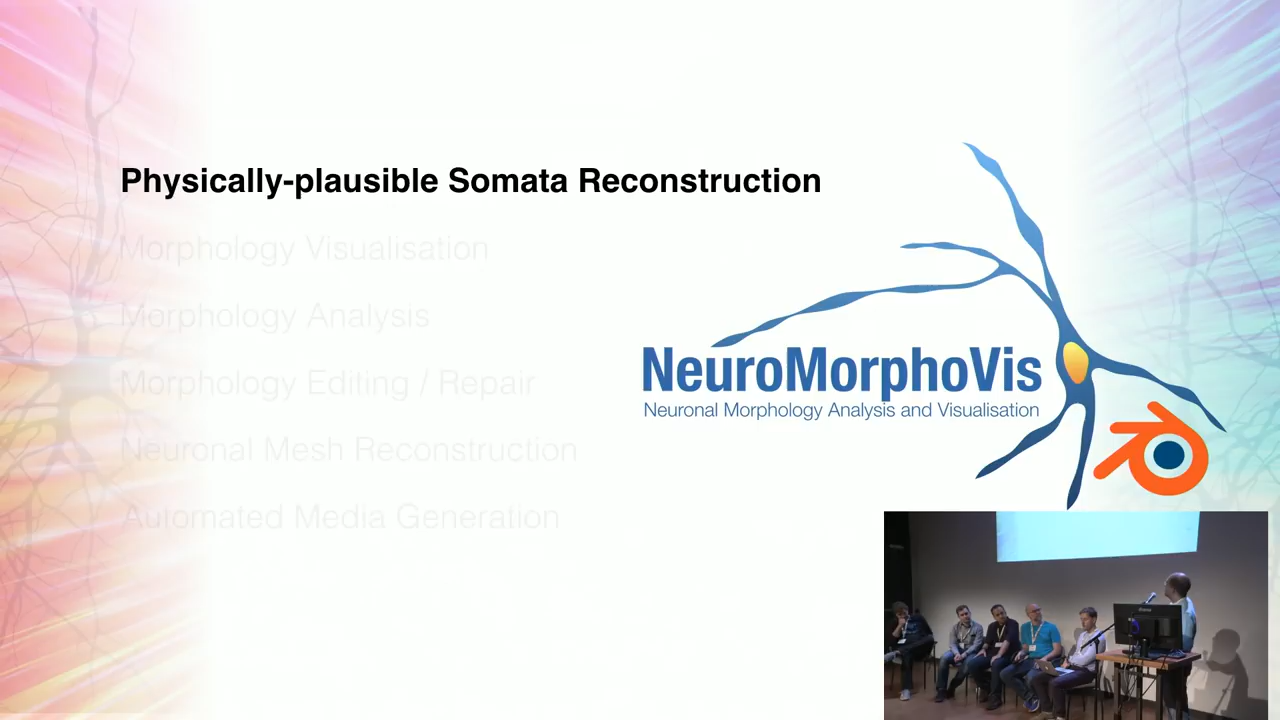 Physically-plausible Somata Reconstruction
Morphology Visualisation
Morphology Analysis
Morphology Editing / Repair
Neuronal Mesh Reconstruction
Automated Media Generation
NeuroMorphoVis
Neuronal Morphology Analysis and Visualisation